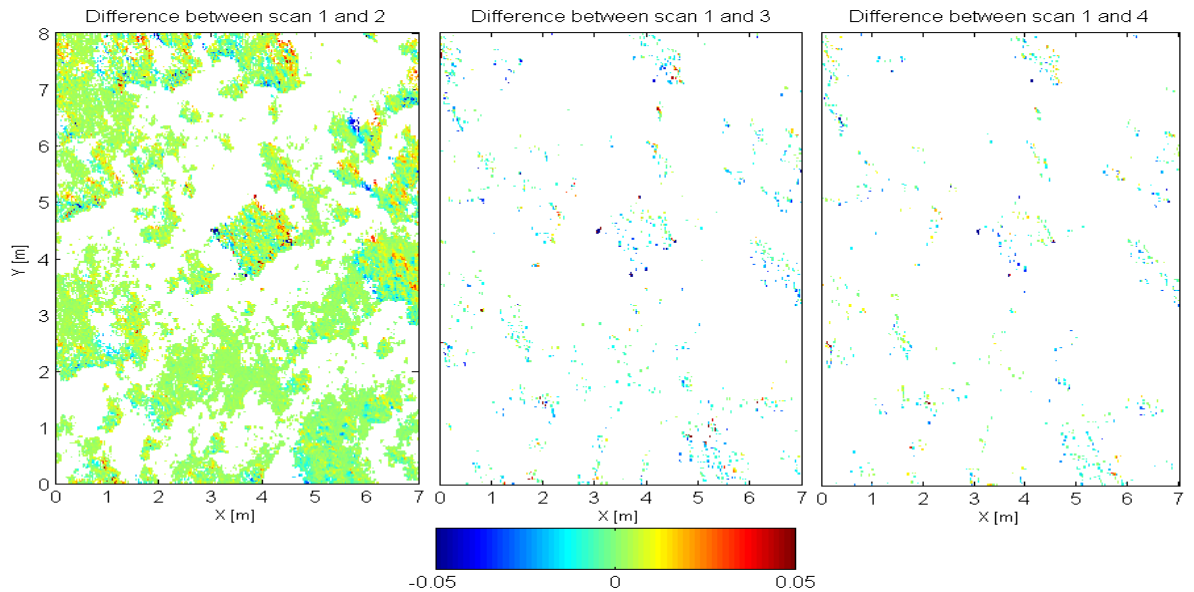 Difference between scan 1 and 2
Difference between scan 1 and 3
Difference between scan 1 and 4
8
7
6
5
4
3
2
1
0
Y [m]
0 1 2 3 4 5 6 7
X [m]
0 1 2 3 4 5 6 7
X [m]
0 1 2 3 4 5 6 7
X [m]
-0.05 0 0.05